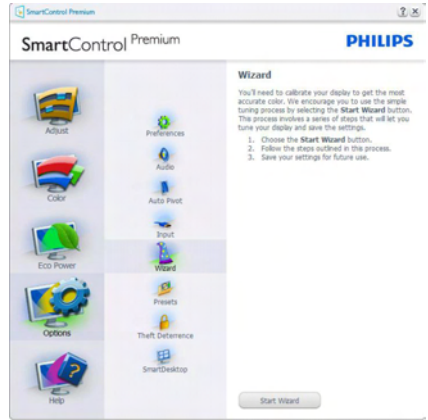 SmartControl Premium
SmartControl Premium
PHILIPS
Adjust
Color
Eco Power
Options
Help
Preferences
Audio
Auto Pivot
Input
Wizard
Presets
Theft Deterrence
SmartDesktop
Wizard
You'll need to calibrate your display to get the most
accurate color. We encourage you to use the simple
tuning process by selecting the Start Wizard button.
This process involves a series of steps that will let you
tune your display and save the settings.
1. Choose the Start Wizard button.
2. Follow the steps outlined in this process.
3. Save your settings for future use.
Start Wizard